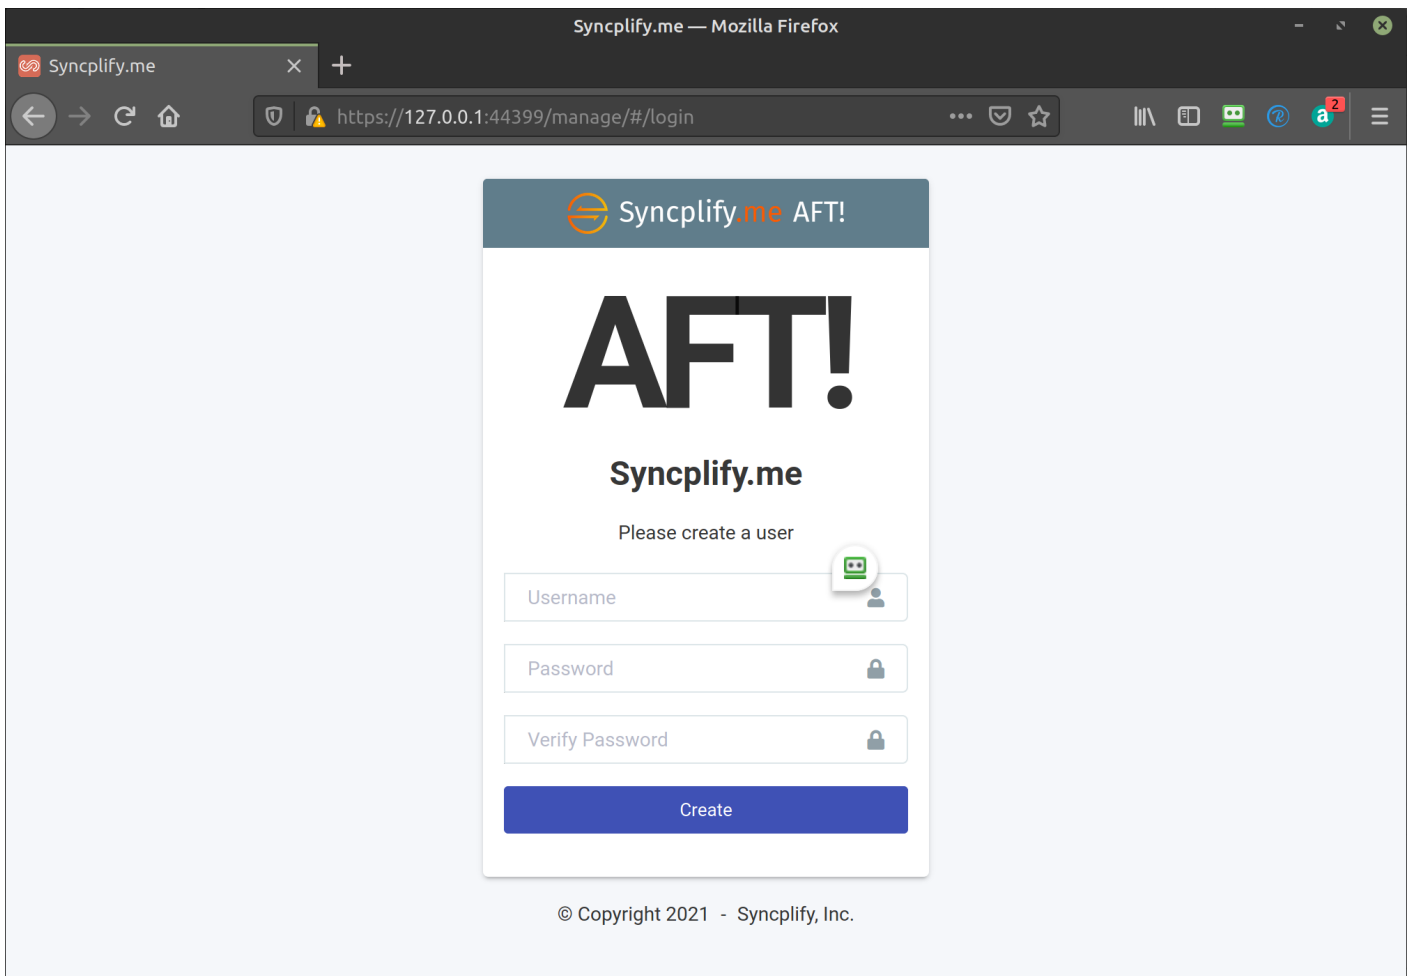 Syncplify.me — Mozilla Firefox
Syncplify.me
https://127.0.0.1:44399/manage/#/login
2
Syncplify.me AFT!
AFT!
Syncplify.me
Please create a user
Username
Password
Verify Password
Create
© Copyright 2021 - Syncplify, Inc.